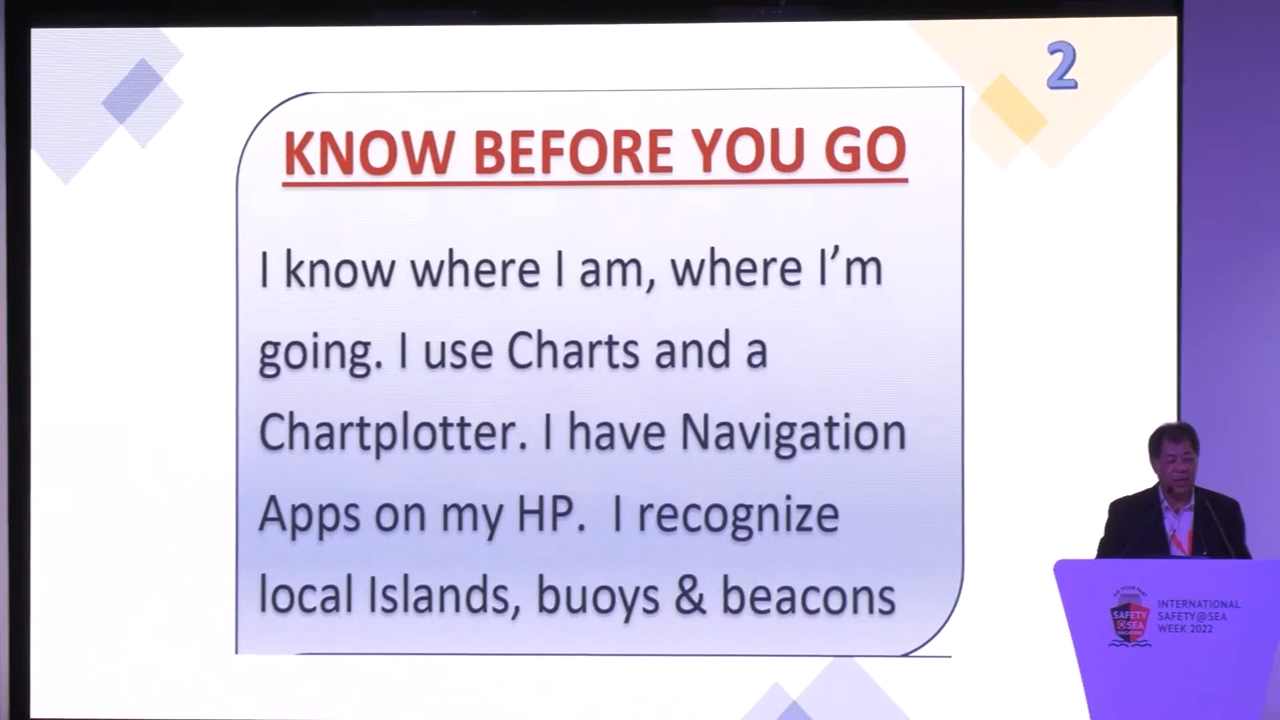 2
KNOW BEFORE YOU GO
I know where I am, where I’m
going. I use Charts and a
Chartplotter. I have Navigation
Apps on my HP.  I recognize
local Islands, buoys & beacons
SAFETY
@SEA
SINGAPORE
INTERNATIONAL
SAFETY@SEA
WEEK 2022